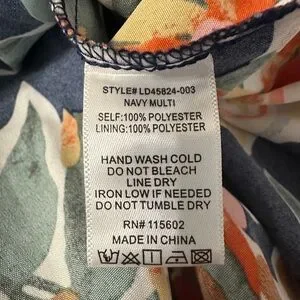 STYLE# LD45824-003
NAVY MULTI
SELF:100% POLYESTER
LINING:100% POLYESTER
HAND WASH COLD
DO NOT BLEACH
LINE DRY
IRON LOW IF NEEDED
DO NOT TUMBLE DRY
RN# 115602
MADE IN CHINA